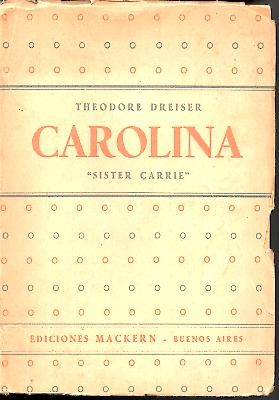 THEODORE DREISER
CAROLINA
"SISTER CARRIE"
EDICIONES MACKERN - BUENOS AIRES